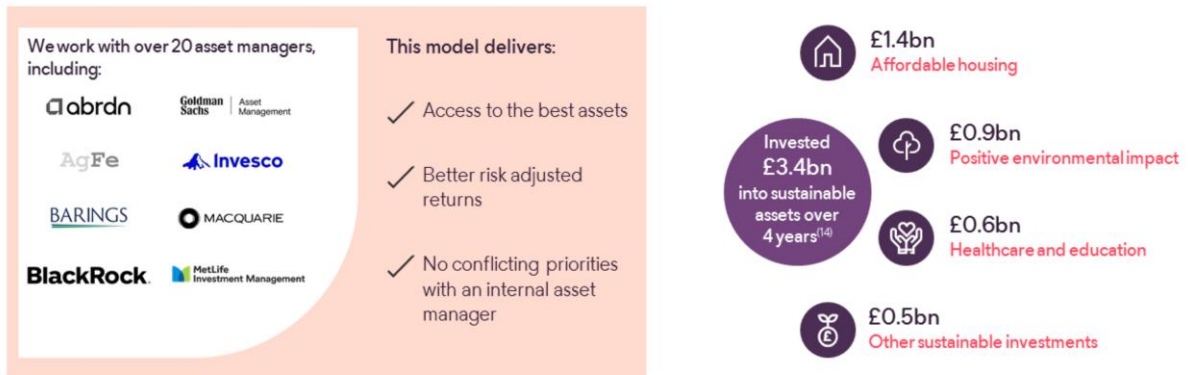 We work with over 20 asset managers,
including:
abrdn
Goldman
Sachs
Asset
Management
AgFe
Invesco
BARINGS
MACQUARIE
BlackRock.
MetLife
Investment Management
This model delivers:
Access to the best assets
Better risk adjusted
returns
No conflicting priorities
with an internal asset
manager
Invested
£3.4bn
into sustainable
assets over
4 years(14)
£1.4bn
Affordable housing
£0.9bn
Positive environmental impact
£0.6bn
Healthcare and education
£0.5bn
Other sustainable investments
£